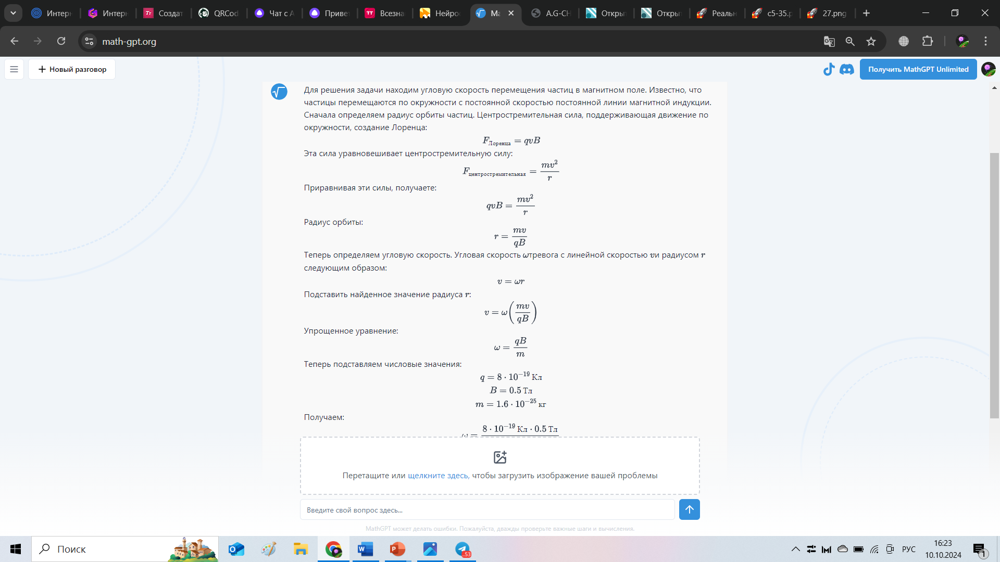 Интерн
Интерн
Создат
QRCod
Чат с A
Привет
Всезна
Нейро
Ма
A.G-CH
Откры
Откры
Реальн
c5-35.p
27.png
math-gpt.org
Новый разговор
Получить MathGPT Unlimited
Для решения задачи находим угловую скорость перемещения частиц в магнитном поле. Известно, что
частицы перемещаются по окружности с постоянной скоростью постоянной линии магнитной индукции.
Сначала определяем радиус орбиты частиц. Центростремительная сила, поддерживающая движение по
окружности, создание Лоренца:
F_Лоренца = qvB
Эта сила уравновешивает центростремительную силу:
F_центростремительная = mv²/r
Приравнивая эти силы, получаете:
qvB = mv²/r
Радиус орбиты:
r = mv/qB
Теперь определяем угловую скорость. Угловая скорость ωтревога с линейной скоростью vи радиусом r
следующим образом:
v = ωr
Подставить найденное значение радиуса r:
v = ω(mv/qB)
Упрощенное уравнение:
ω = qB/m
Теперь подставляем числовые значения:
q = 8 · 10⁻¹⁹ Кл
B = 0.5 Тл
m = 1.6 · 10⁻²⁵ кг
Получаем:
ω = 8 · 10⁻¹⁹ Кл · 0.5 Тл
Перетащите или щелкните здесь, чтобы загрузить изображение вашей проблемы
Введите свой вопрос здесь...
MathGPT может делать ошибки. Пожалуйста, дважды проверьте важные шаги и вычисления.
Поиск
53
РУС
16:23
10.10.2024
1